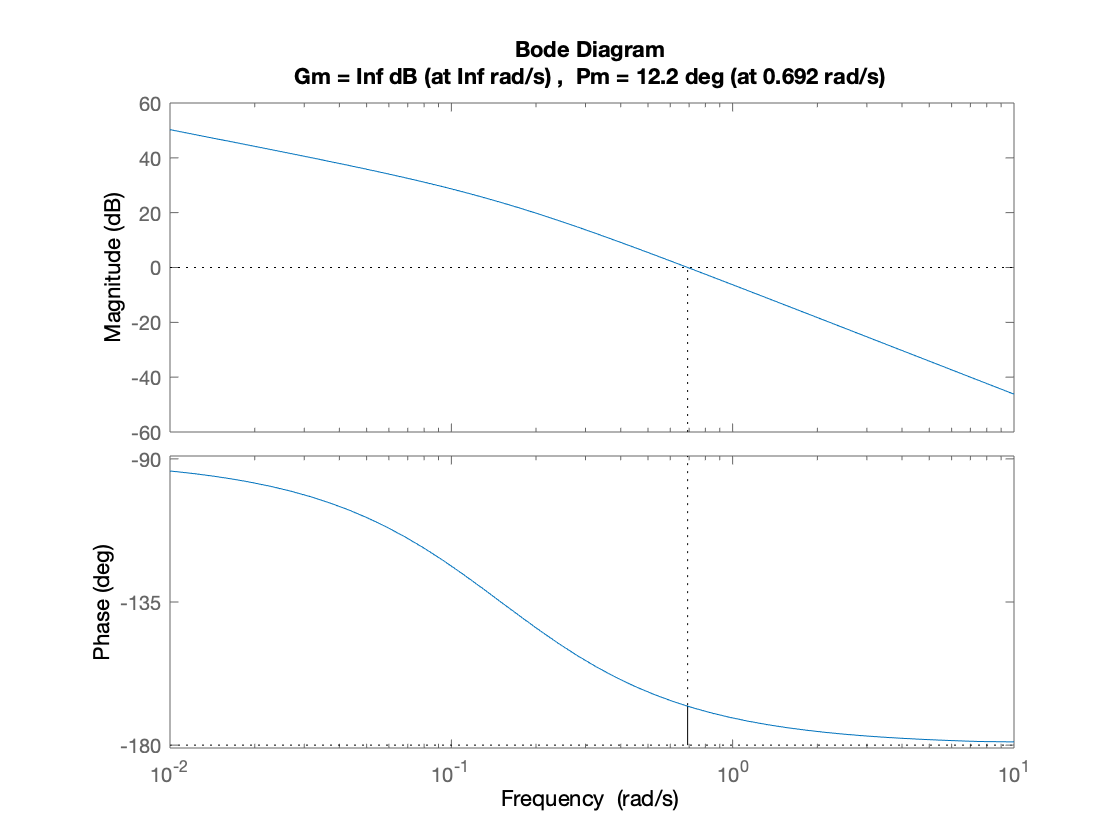 Bode Diagram
Gm = Inf dB (at Inf rad/s) ,  Pm = 12.2 deg (at 0.692 rad/s)
60
40
20
0
-20
-40
-60
Magnitude (dB)
-90
-135
-180
Phase (deg)
10^-2
10^-1
10^0
10^1
Frequency  (rad/s)